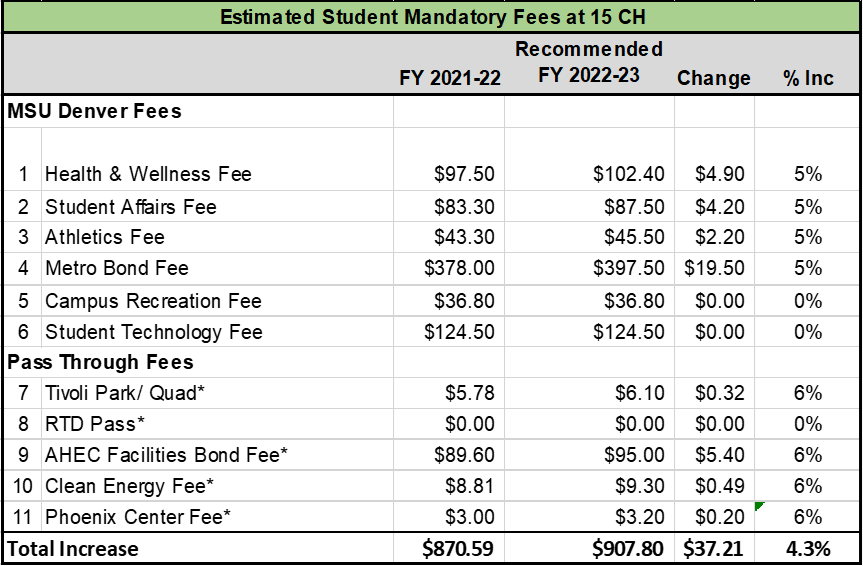 Estimated Student Mandatory Fees at 15 CH
FY 2021-22 Recommended FY 2022-23 Change % Inc
MSU Denver Fees
1 Health & Wellness Fee $97.50 $102.40 $4.90 5%
2 Student Affairs Fee $83.30 $87.50 $4.20 5%
3 Athletics Fee $43.30 $45.50 $2.20 5%
4 Metro Bond Fee $378.00 $397.50 $19.50 5%
5 Campus Recreation Fee $36.80 $36.80 $0.00 0%
6 Student Technology Fee $124.50 $124.50 $0.00 0%
Pass Through Fees
7 Tivoli Park/ Quad* $5.78 $6.10 $0.32 6%
8 RTD Pass* $0.00 $0.00 $0.00 0%
9 AHEC Facilities Bond Fee* $89.60 $95.00 $5.40 6%
10 Clean Energy Fee* $8.81 $9.30 $0.49 6%
11 Phoenix Center Fee* $3.00 $3.20 $0.20 6%
Total Increase $870.59 $907.80 $37.21 4.3%